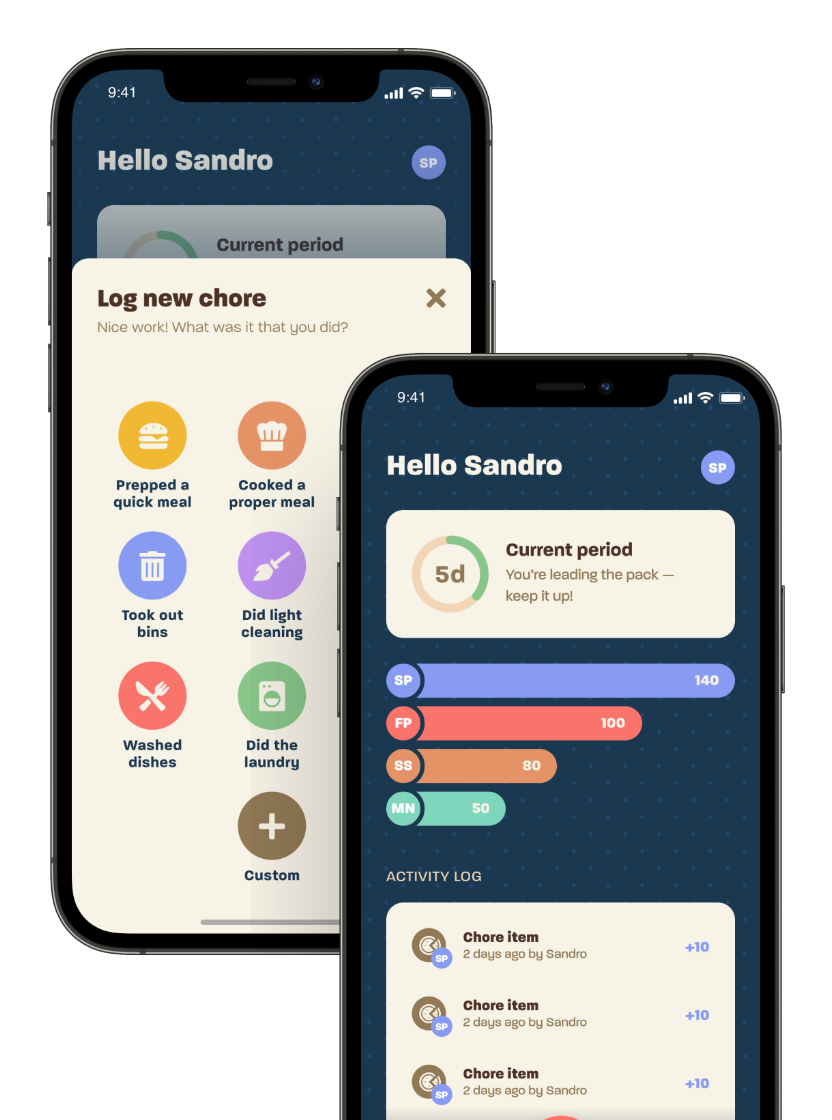 9:41
Hello Sandro
SP
Current period
Log new chore
Nice work! What was it that you did?
Prepped a
quick meal
Cooked a
proper meal
Took out
bins
Did light
cleaning
Washed
dishes
Did the
laundry
Custom
9:41
Hello Sandro
SP
5d
Current period
You're leading the pack —
keep it up!
SP 140
FP 100
SS 80
MN 50
ACTIVITY LOG
Chore item
2 days ago by Sandro
SP
+10
Chore item
2 days ago by Sandro
SP
+10
Chore item
2 days ago by Sandro
SP
+10